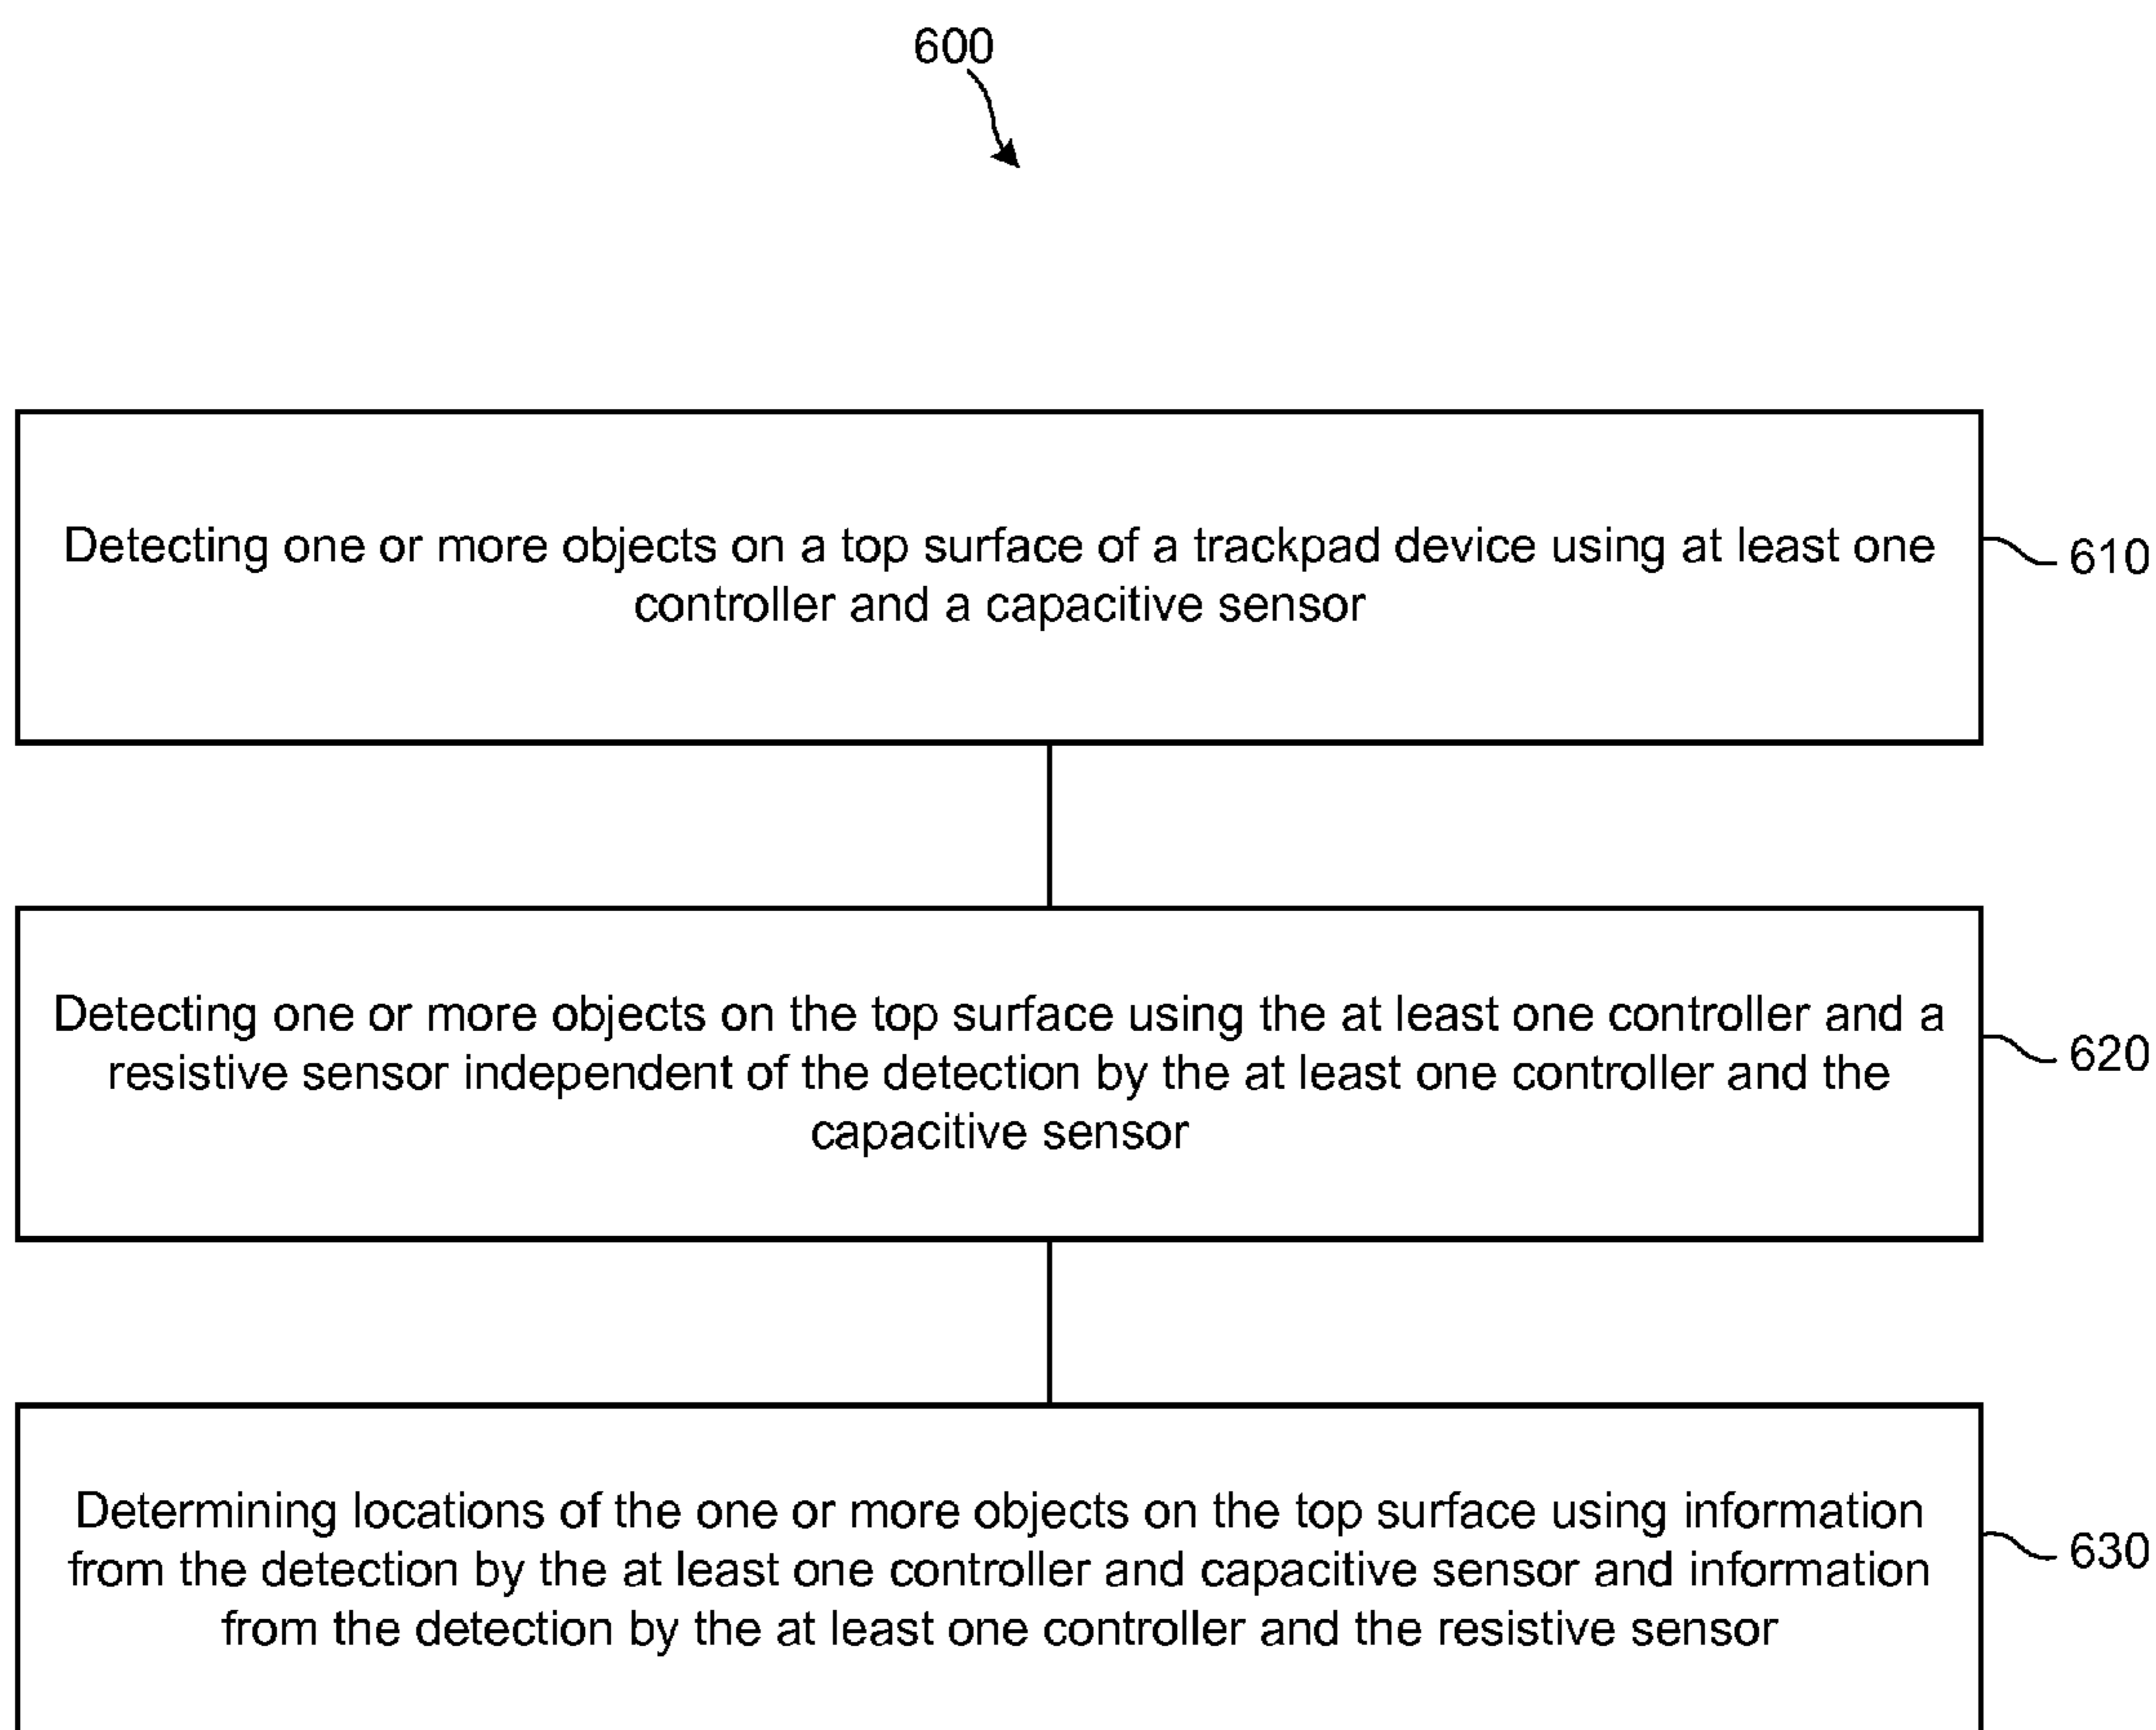 600
Detecting one or more objects on a top surface of a trackpad device using at least one
controller and a capacitive sensor
610
Detecting one or more objects on the top surface using the at least one controller and a
resistive sensor independent of the detection by the at least one controller and the
capacitive sensor
620
Determining locations of the one or more objects on the top surface using information
from the detection by the at least one controller and capacitive sensor and information
from the detection by the at least one controller and the resistive sensor
630